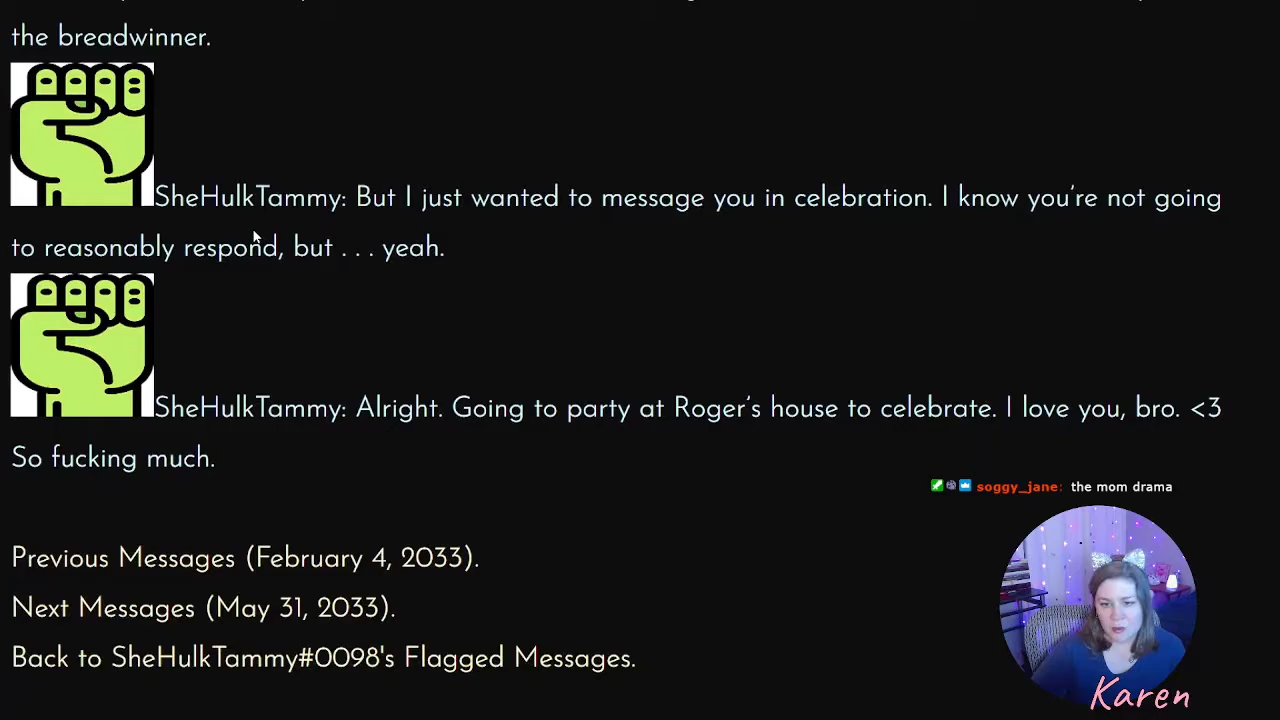 the breadwinner.
SheHulkTammy: But I just wanted to message you in celebration. I know you’re not going
to reasonably respond, but . . . yeah.
SheHulkTammy: Alright. Going to party at Roger’s house to celebrate. I love you, bro. <3
So fucking much.
soggy_jane: the mom drama
Previous Messages (February 4, 2033).
Next Messages (May 31, 2033).
Back to SheHulkTammy#0098's Flagged Messages.
Karen